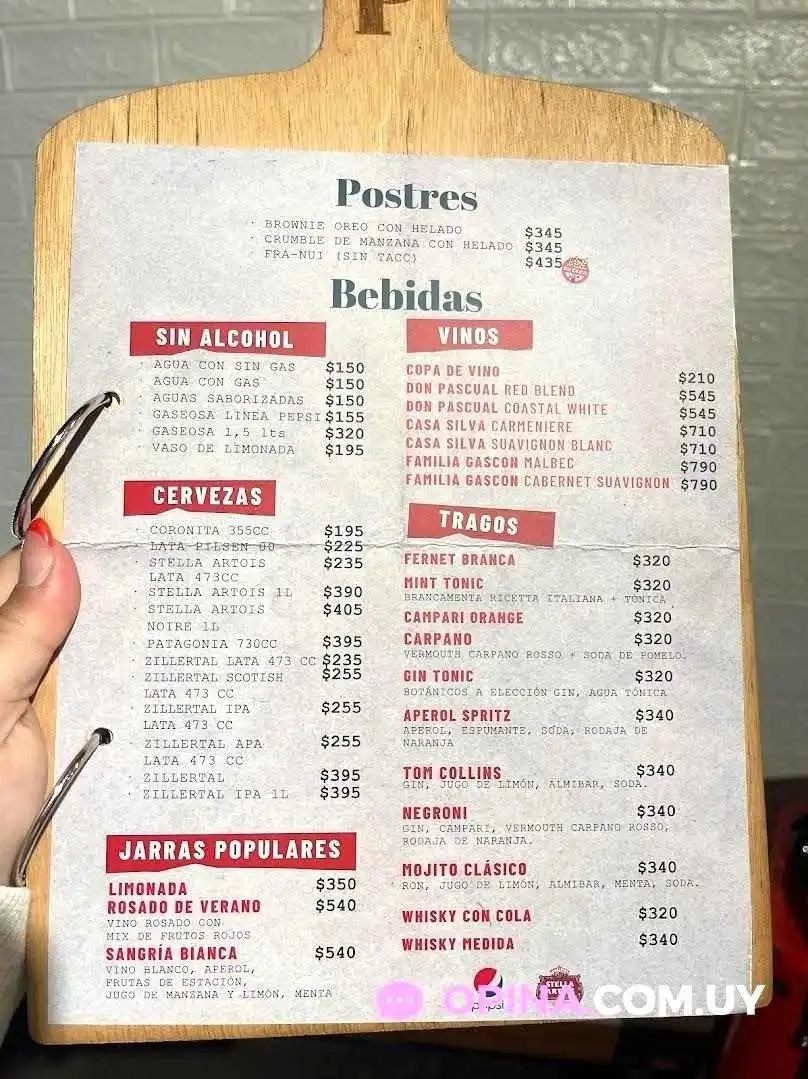 P
Postres
· BROWNIE OREO CON HELADO $345
· CRUMBLE DE MANZANA CON HELADO $345
· FRA-NUI (SIN TACC) $435
Bebidas
SIN ALCOHOL
· AGUA CON SIN GAS $150
· AGUA CON GAS $150
· AGUAS SABORIZADAS $150
· GASEOSA LINEA PEPSI $155
· GASEOSA 1,5 lts $320
· VASO DE LIMONADA $195
CERVEZAS
· CORONITA 355CC $195
· LATA PILSEN 00 $225
· STELLA ARTOIS $235
LATA 473CC
· STELLA ARTOIS 1L $390
· STELLA ARTOIS $405
NOIRE 1L
· PATAGONIA 730CC $395
· ZILLERTAL LATA 473 CC $235
· ZILLERTAL SCOTISH $255
LATA 473 CC
· ZILLERTAL IPA $255
LATA 473 CC
· ZILLERTAL APA $255
LATA 473 CC
· ZILLERTAL $395
· ZILLERTAL IPA 1L $395
JARRAS POPULARES
LIMONADA $350
ROSADO DE VERANO $540
VINO ROSADO CON
MIX DE FRUTOS ROJOS
SANGRÍA BIANCA $540
VINO BLANCO, APEROL,
FRUTAS DE ESTACIÓN,
JUGO DE MANZANA Y LIMÓN, MENTA
VINOS
COPA DE VINO $210
DON PASCUAL RED BLEND $545
DON PASCUAL COASTAL WHITE $545
CASA SILVA CARMENIERE $710
CASA SILVA SUAVIGNON BLANC $710
FAMILIA GASCON MALBEC $790
FAMILIA GASCON CABERNET SUAVIGNON $790
TRAGOS
FERNET BRANCA $320
MINT TONIC $320
BRANCAMENTA RICETTA ITALIANA + TÓNICA
CAMPARI ORANGE $320
CARPANO $320
VERMOUTH CARPANO ROSSO + SODA DE POMELO.
GIN TONIC $320
BOTÁNICOS A ELECCIÓN GIN, AGUA TÓNICA
APEROL SPRITZ $340
APEROL, ESPUMANTE, SODA, RODAJA DE
NARANJA
TOM COLLINS $340
GIN, JUGO DE LIMÓN, ALMIBAR, SODA.
NEGRONI $340
GIN, CAMPARI, VERMOUTH CARPANO ROSSO,
RODAJA DE NARANJA.
MOJITO CLÁSICO $340
RON, JUGO DE LIMÓN, ALMIBAR, MENTA, SODA.
WHISKY CON COLA $320
WHISKY MEDIDA $340
pepsi
STELLA ARTOIS
OPINA.COM.UY